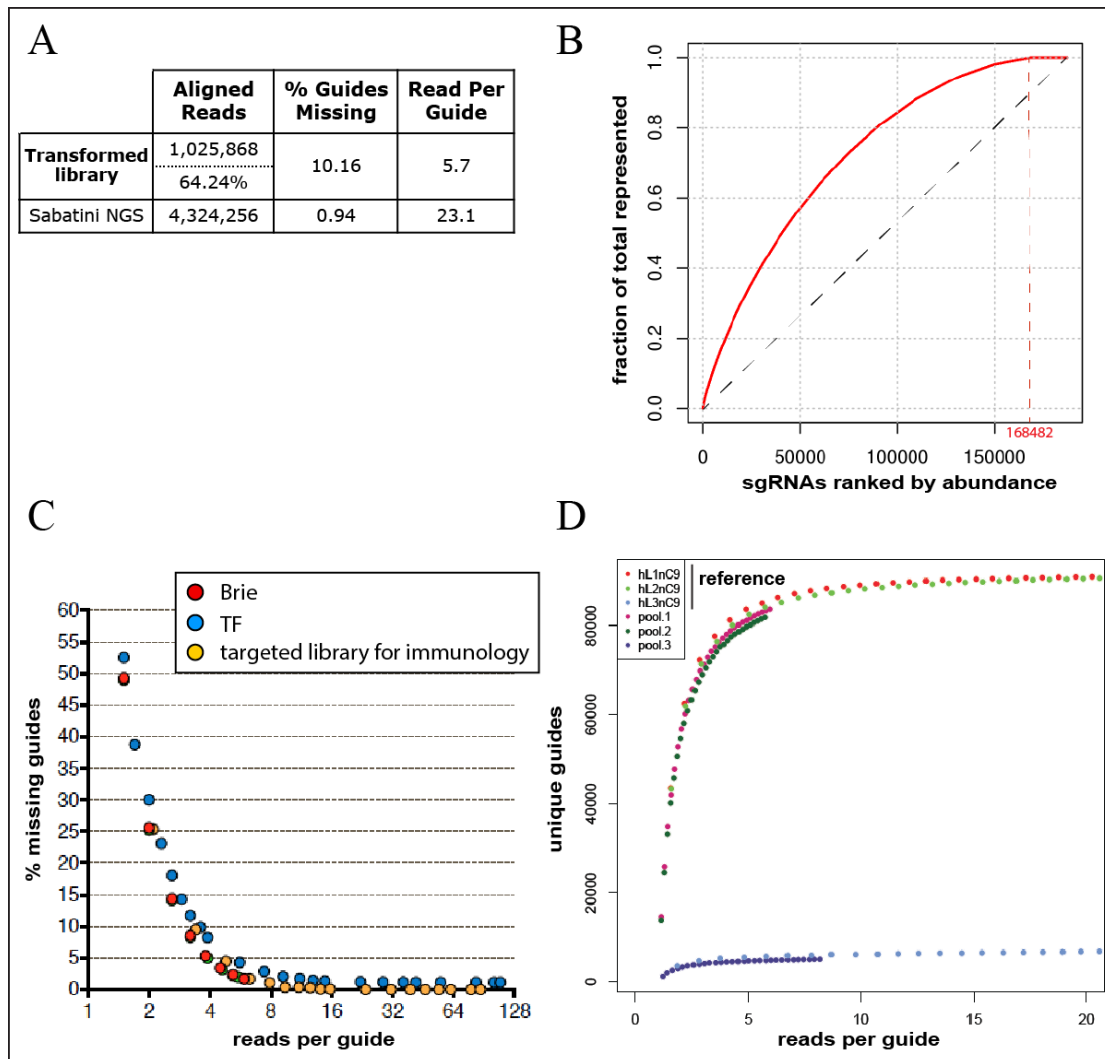 A
Aligned Reads
% Guides Missing
Read Per Guide
Transformed library
1,025,868
64.24%
10.16
5.7
Sabatini NGS
4,324,256
0.94
23.1
B
fraction of total represented
1.0
0.8
0.6
0.4
0.2
0.0
168482
0
50000
100000
150000
sgRNAs ranked by abundance
C
Brie
TF
targeted library for immunology
% missing guides
60
55
50
45
40
35
30
25
20
15
10
5
0
1
2
4
8
16
32
64
128
reads per guide
D
hL1nC9
hL2nC9
hL3nC9
reference
pool.1
pool.2
pool.3
unique guides
80000
60000
40000
20000
0
0
5
10
15
20
reads per guide